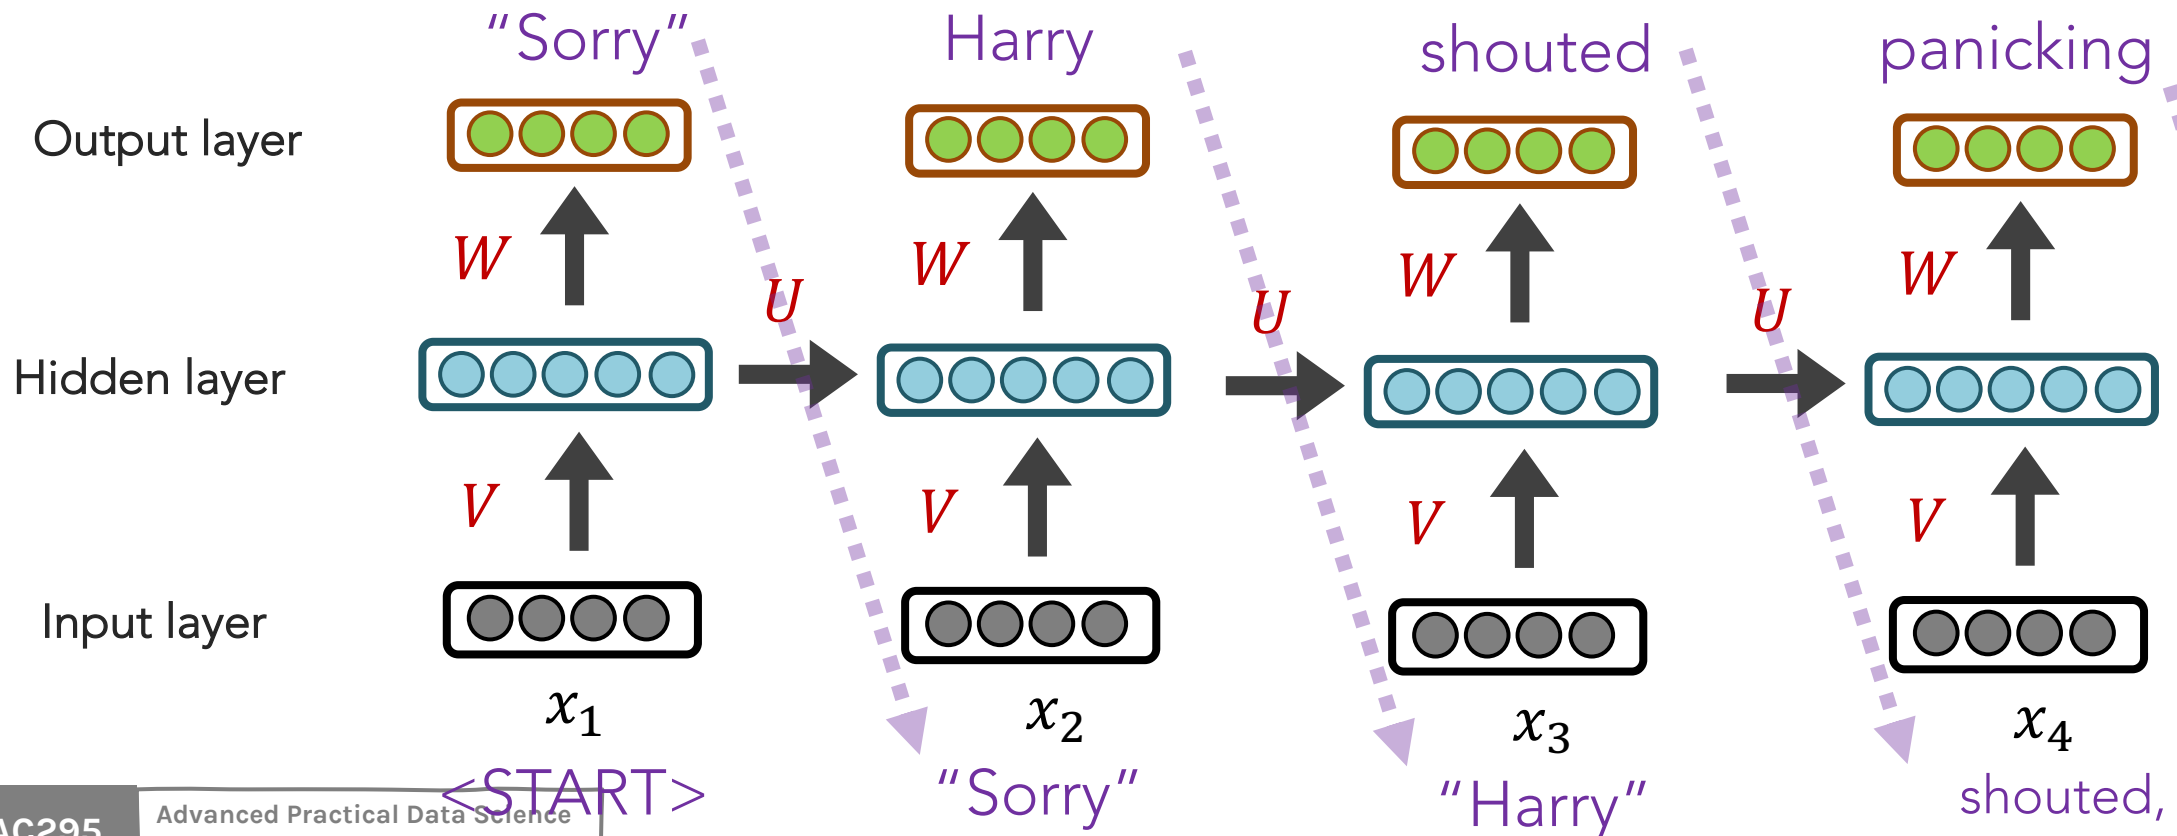 “Sorry” Harry shouted panicking
Output layer
W W W W
U U U
Hidden layer
V V V V
Input layer
x₁ x₂ x₃ x₄
<START> “Sorry” “Harry” shouted,
AC295 Advanced Practical Data Science